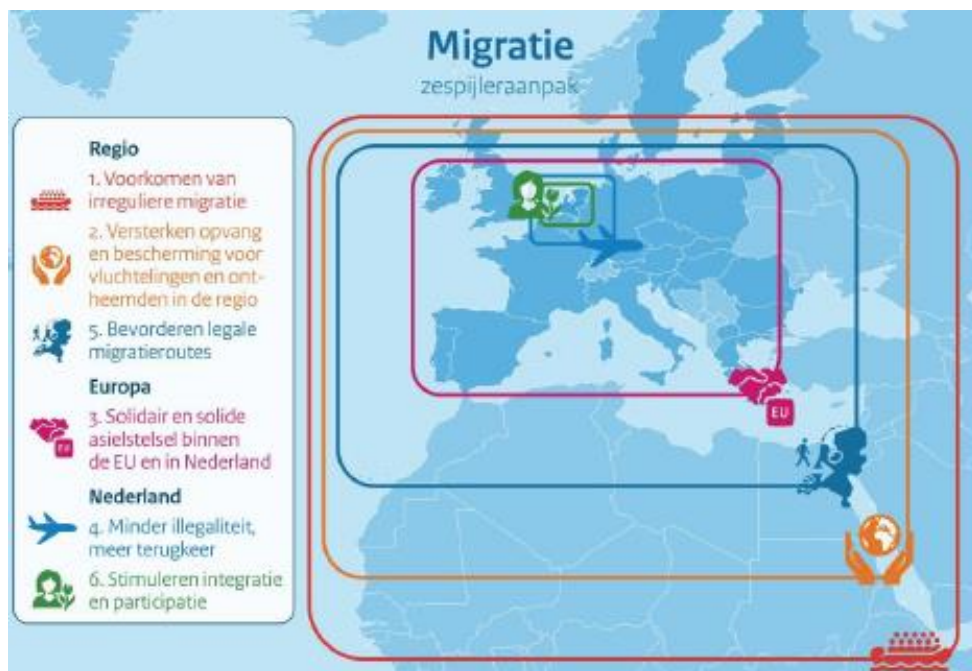 Migratie
zespijleraanpak
Regio
1. Voorkomen van
irreguliere migratie
2. Versterken opvang
en bescherming voor
vluchtelingen en ont-
heemden in de regio
5. Bevorderen legale
migratieroutes
Europa
3. Solidair en solide
asielstelsel binnen
de EU en in Nederland
EU
Nederland
4. Minder illegaliteit,
meer terugkeer
6. Stimuleren integratie
en participatie
EU